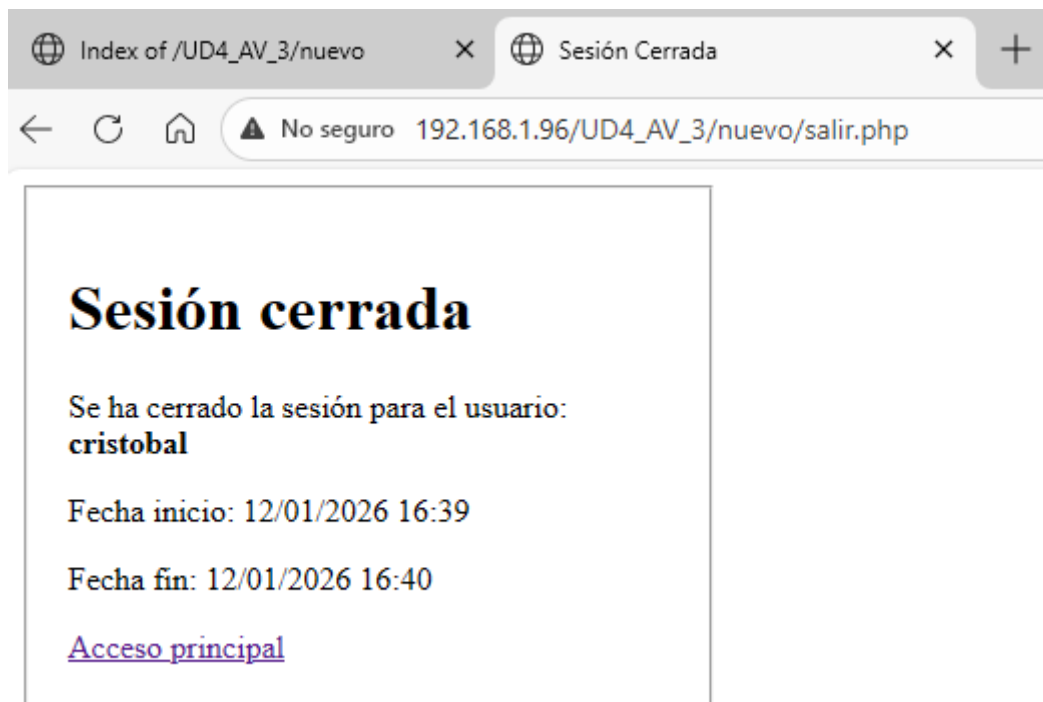 Index of /UD4_AV_3/nuevo
Sesión Cerrada
No seguro 192.168.1.96/UD4_AV_3/nuevo/salir.php
Sesión cerrada
Se ha cerrado la sesión para el usuario:
cristobal
Fecha inicio: 12/01/2026 16:39
Fecha fin: 12/01/2026 16:40
Acceso principal